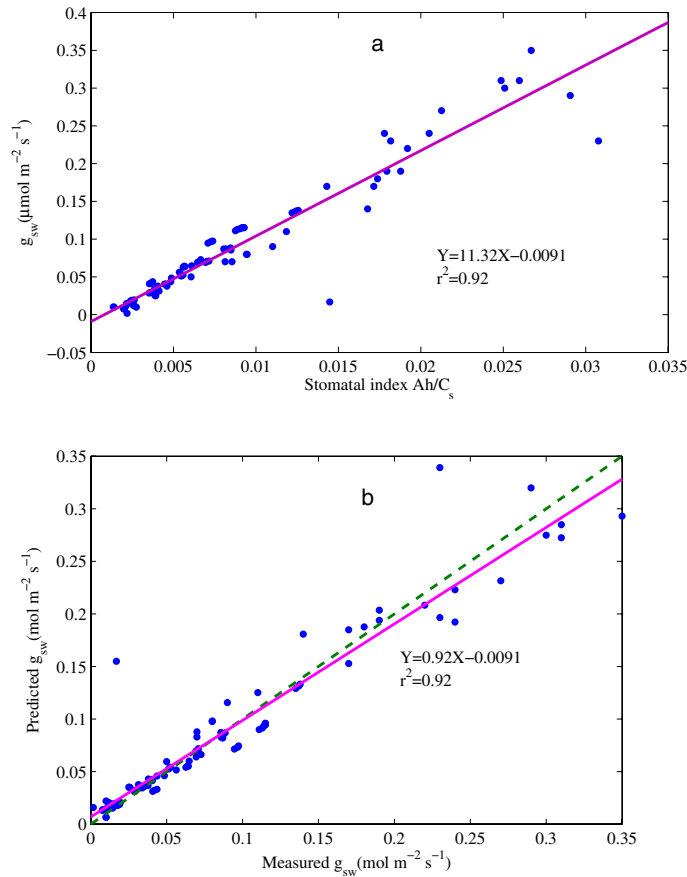 a
0.4
0.35
0.3
0.25
0.2
0.15
0.1
0.05
0
−0.05
g_sw(μmol m^−2 s^−1)
Y=11.32X−0.0091
r^2=0.92
0 0.005 0.01 0.015 0.02 0.025 0.03 0.035
Stomatal index Ah/C_s
b
0.35
0.3
0.25
0.2
0.15
0.1
0.05
0
Predicted g_sw(mol m^−2 s^−1)
Y=0.92X−0.0091
r^2=0.92
0 0.05 0.1 0.15 0.2 0.25 0.3 0.35
Measured g_sw(mol m^−2 s^−1)